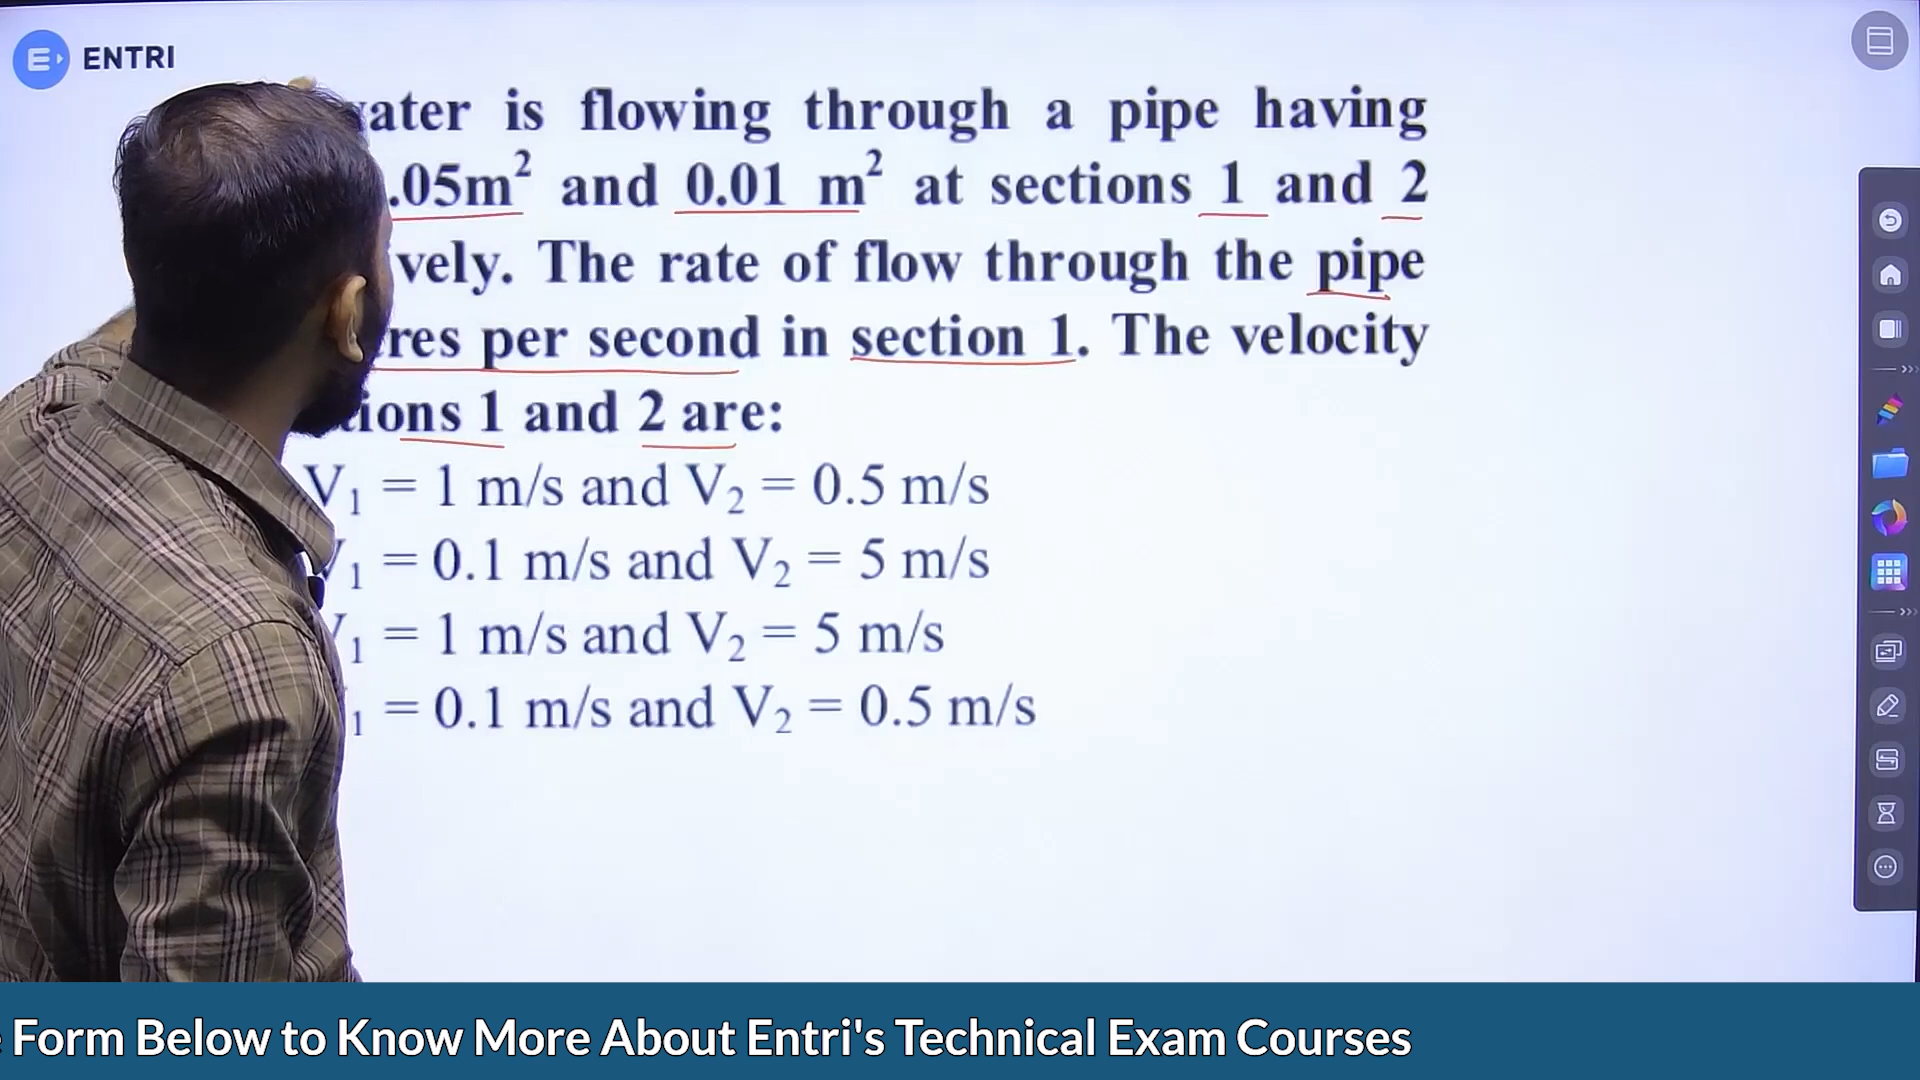 ENTRI
water is flowing through a pipe having
.05m² and 0.01 m² at sections 1 and 2
vely. The rate of flow through the pipe
res per second in section 1. The velocity
ions 1 and 2 are:
V₁ = 1 m/s and V₂ = 0.5 m/s
V₁ = 0.1 m/s and V₂ = 5 m/s
V₁ = 1 m/s and V₂ = 5 m/s
₁ = 0.1 m/s and V₂ = 0.5 m/s
Form Below to Know More About Entri's Technical Exam Courses